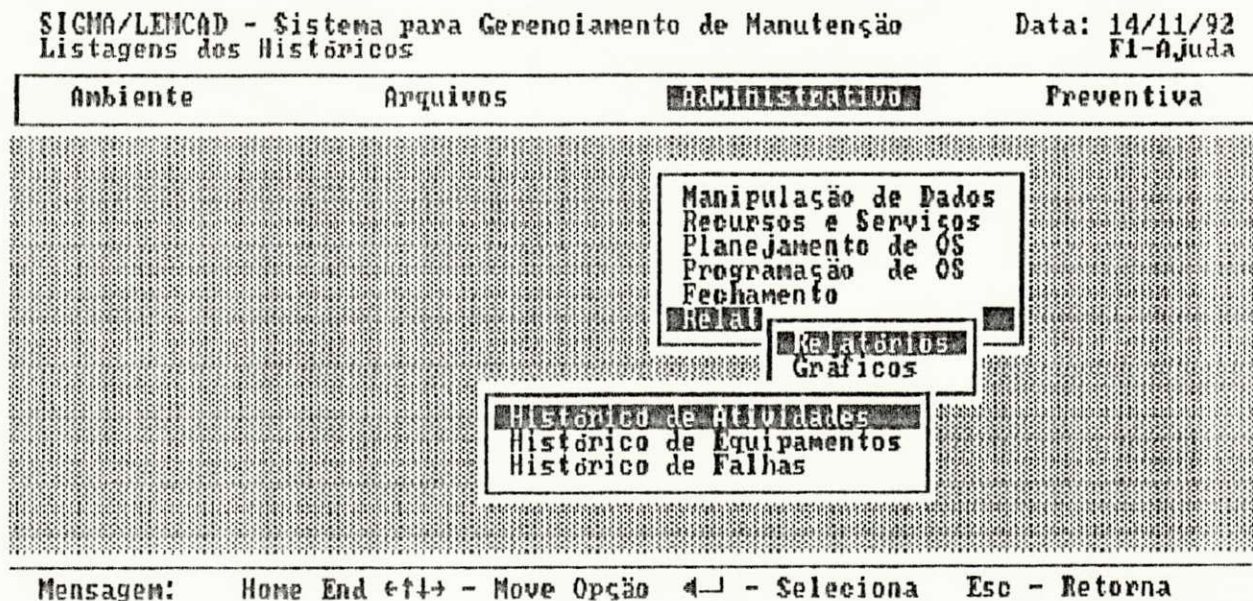 SIGMA/LEMCAD - Sistema para Gerenciamento de Manutenção Data: 14/11/92
Listagens dos Históricos F1-Ajuda
Ambiente Arquivos Administrativo Preventiva
Manipulação de Dados
Recursos e Serviços
Planejamento de OS
Programação de OS
Fechamento
Relat
Relatórios
Gráficos
Histórico de Atividades
Histórico de Equipamentos
Histórico de Falhas
Mensagem: Home End ←↑↓→ - Move Opção ◄─┘ - Seleciona Esc - Retorna